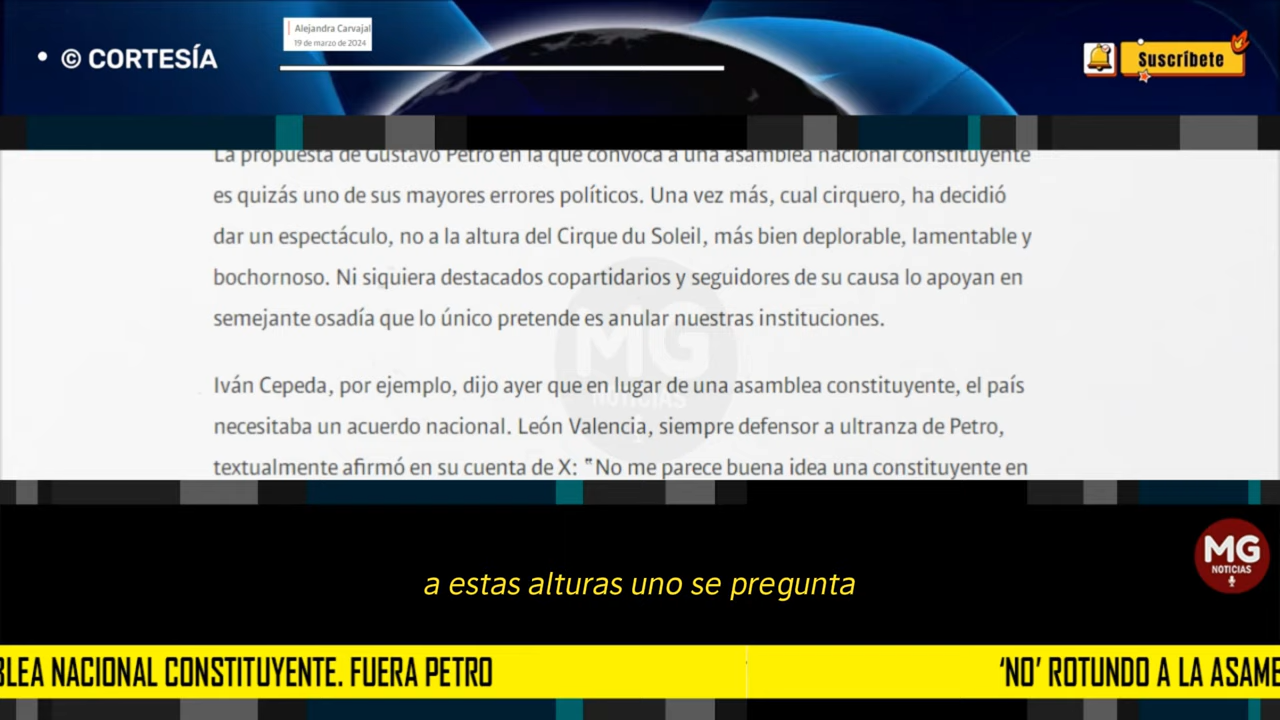 Alejandra Carvajal
19 de marzo de 2024
• © CORTESÍA
Suscríbete
La propuesta de Gustavo Petro en la que convoca a una asamblea nacional constituyente
es quizás uno de sus mayores errores políticos. Una vez más, cual cirquero, ha decidió
dar un espectáculo, no a la altura del Cirque du Soleil, más bien deplorable, lamentable y
bochornoso. Ni siquiera destacados copartidarios y seguidores de su causa lo apoyan en
semejante osadía que lo único pretende es anular nuestras instituciones.
MG
NOTICIAS
Iván Cepeda, por ejemplo, dijo ayer que en lugar de una asamblea constituyente, el país
necesitaba un acuerdo nacional. León Valencia, siempre defensor a ultranza de Petro,
textualmente afirmó en su cuenta de X: "No me parece buena idea una constituyente en
MG
NOTICIAS
a estas alturas uno se pregunta
BLEA NACIONAL CONSTITUYENTE. FUERA PETRO
'NO' ROTUNDO A LA ASAME